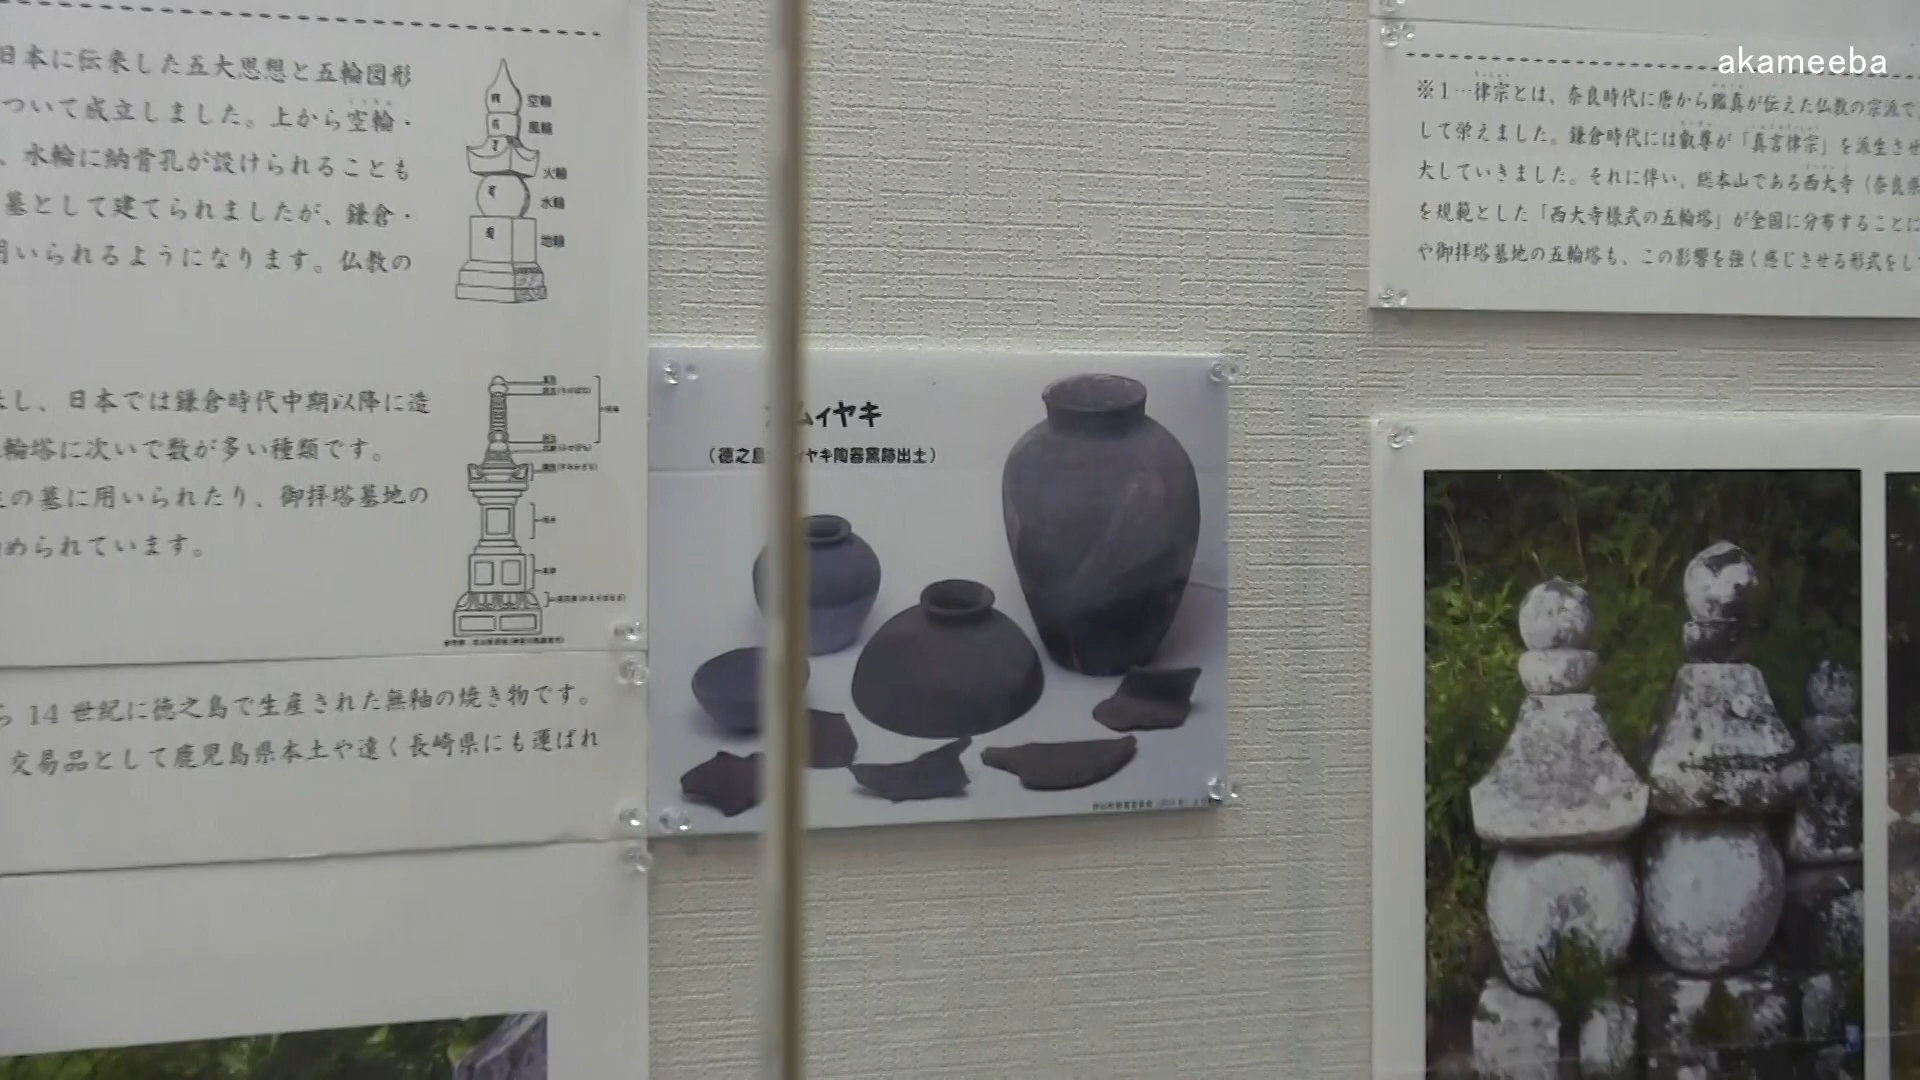 日本に伝来した五大思想と五輪図形
ついて成立しました。上から空輪・
、水輪に納骨孔が設けられることも
墓として建てられましたが、鎌倉・
用いられるようになります。仏教の
空輪
風輪
火輪
水輪
地輪
し、日本では鎌倉時代中期以降に造
輪塔に次いで数が多い種類です。
の墓に用いられたり、御拝塔墓地の
められています。
14 世紀に徳之島で生産された無釉の焼き物です。
交易品として鹿児島県本土や遠く長崎県にも運ばれ
ムィヤキ
(徳之島 ィヤキ陶器窯跡出土)
akameeba
※1…律宗とは、奈良時代に唐から鑑真が伝えた仏教の宗派で
して栄えました。鎌倉時代には叡尊が「真言律宗」を派生させ
大していきました。それに伴い、総本山である西大寺(奈良県
を規範とした「西大寺様式の五輪塔」が全国に分布することに
や御拝塔墓地の五輪塔も、この影響を強く感じさせる形式をし